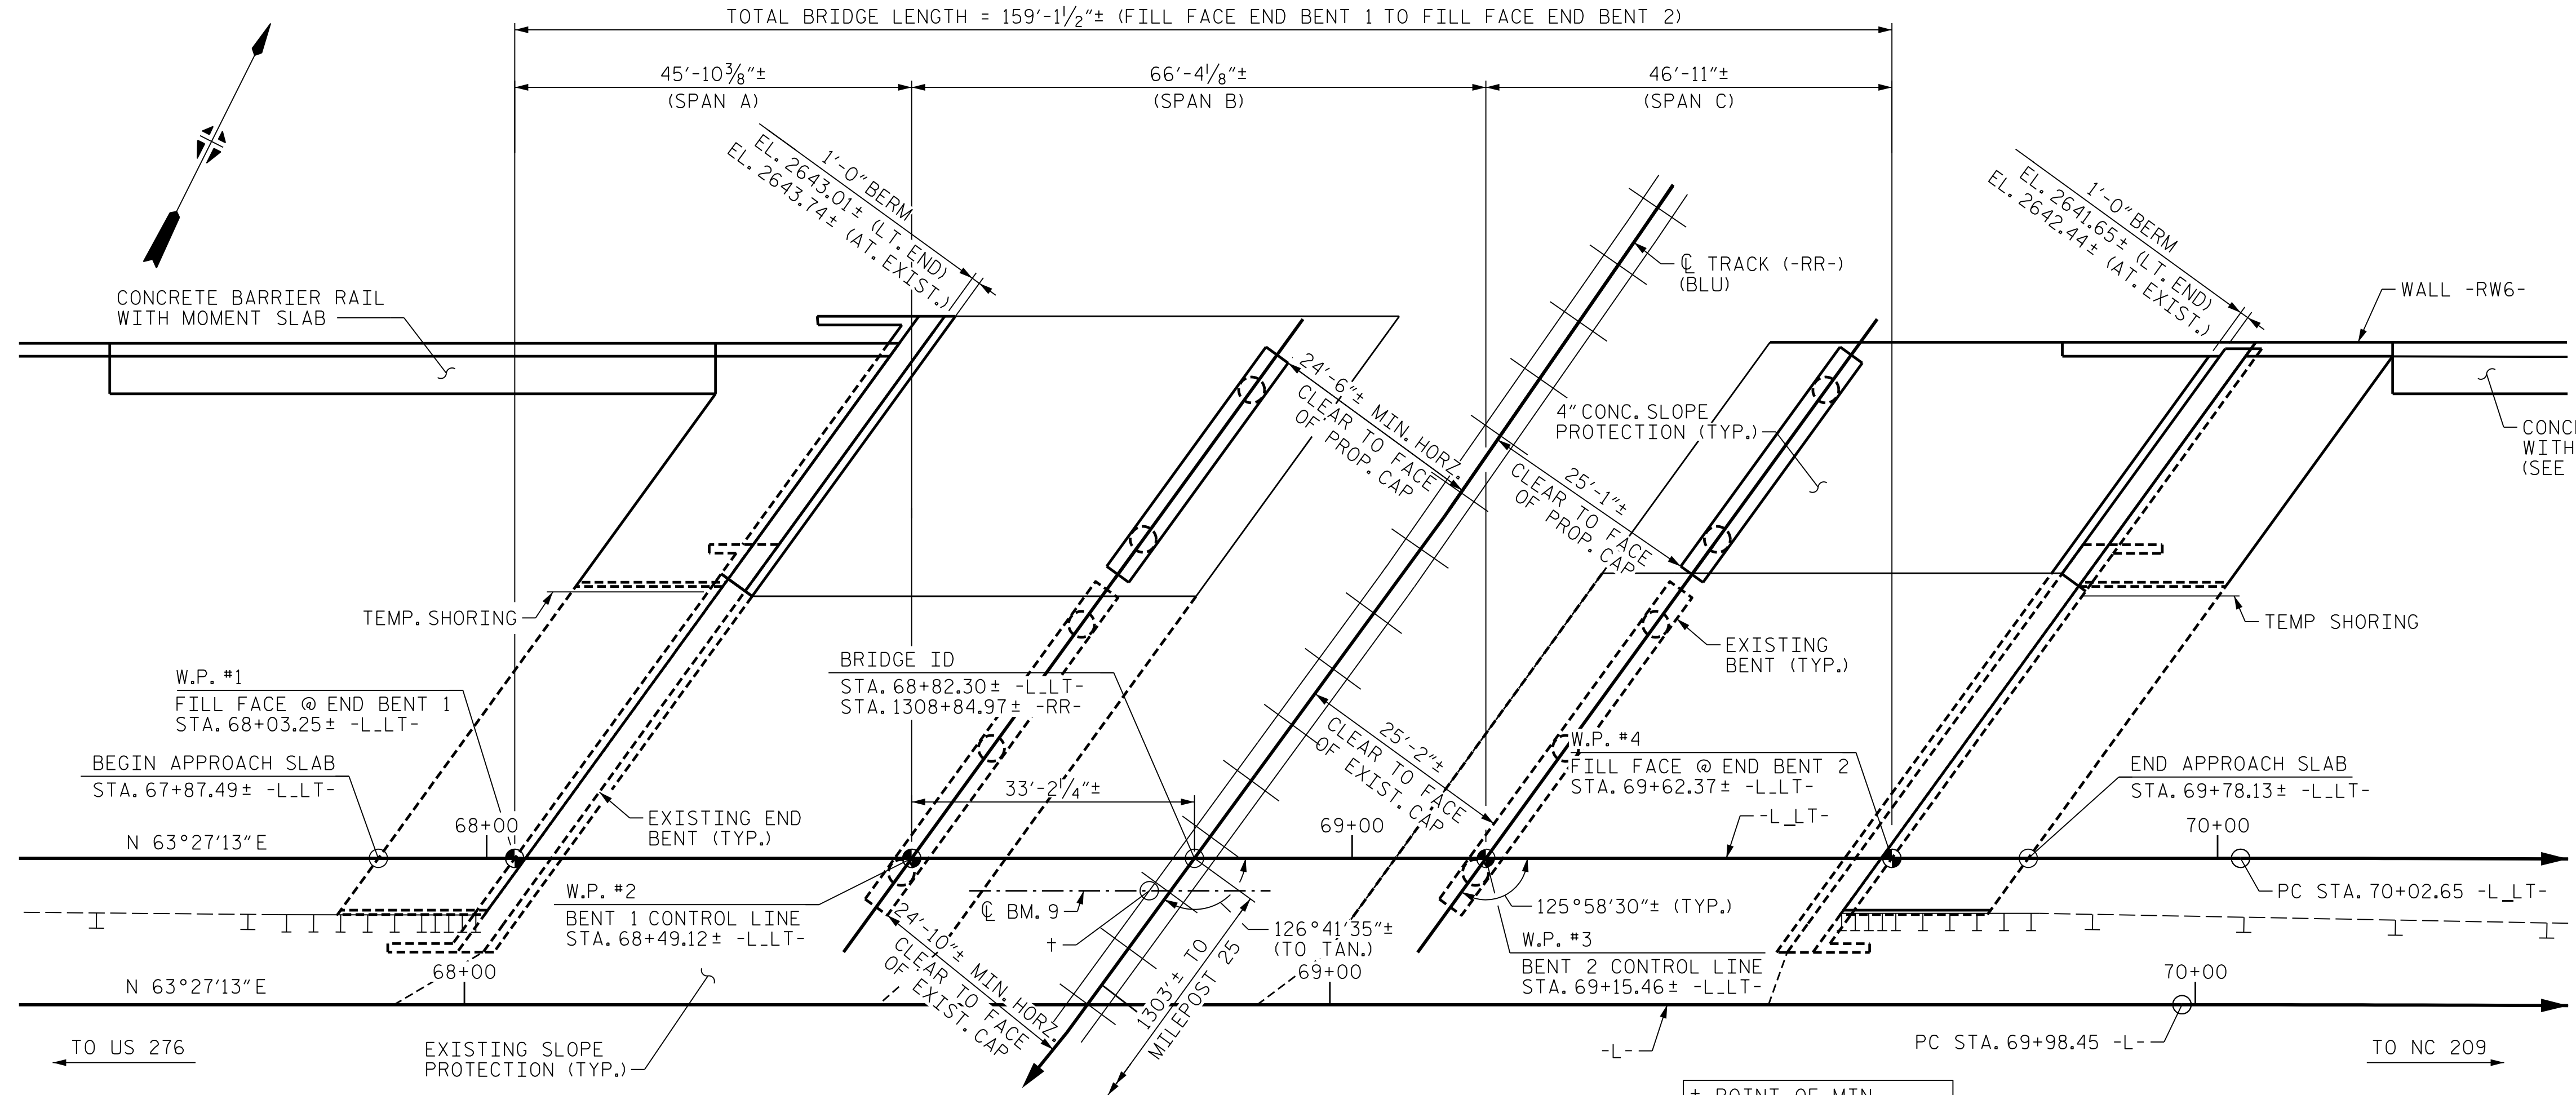 TOTAL BRIDGE LENGTH = 159'-1 1/2"± (FILL FACE END BENT 1 TO FILL FACE END BENT 2)
45'-10 3/8"±
(SPAN A)
66'-4 1/8"±
(SPAN B)
46'-11"±
(SPAN C)
1'-0" BERM
EL. 2643.01± (LT. END)
EL. 2643.74± (AT. EXIST.)
1'-0" BERM
EL. 2641.65± (LT. END)
EL. 2642.44± (AT. EXIST.)
℄ TRACK (-RR-)
(BLU)
WALL -RW6-
CONCRETE BARRIER RAIL
WITH MOMENT SLAB
24'-6"± MIN. HORZ.
CLEAR TO FACE
OF PROP. CAP
4" CONC. SLOPE
PROTECTION (TYP.)
25'-1"±
CLEAR TO FACE
OF PROP. CAP
WITH
(SEE
TEMP. SHORING
TEMP SHORING
EXISTING
BENT (TYP.)
BRIDGE ID
STA. 68+82.30± -L_LT-
STA. 1308+84.97± -RR-
W.P. #1
FILL FACE @ END BENT 1
STA. 68+03.25± -L_LT-
25'-2"±
CLEAR TO FACE
OF EXIST. CAP
W.P. #4
FILL FACE @ END BENT 2
STA. 69+62.37± -L_LT-
BEGIN APPROACH SLAB
STA. 67+87.49± -L_LT-
END APPROACH SLAB
STA. 69+78.13± -L_LT-
33'-2 1/4"±
EXISTING END
BENT (TYP.)
-L_LT-
N 63°27'13"E
68+00
69+00
70+00
W.P. #2
BENT 1 CONTROL LINE
STA. 68+49.12± -L_LT-
℄ BM. 9
†
125°58'30"± (TYP.)
PC STA. 70+02.65 -L_LT-
126°41'35"±
(TO TAN.)
W.P. #3
BENT 2 CONTROL LINE
STA. 69+15.46± -L_LT-
24'-10"± MIN. HORZ.
CLEAR TO FACE
OF EXIST. CAP
1303'± TO
MILEPOST 25
N 63°27'13"E
68+00
69+00
70+00
TO US 276
EXISTING SLOPE
PROTECTION (TYP.)
-L-
PC STA. 69+98.45 -L-
TO NC 209
POINT OF MIN.